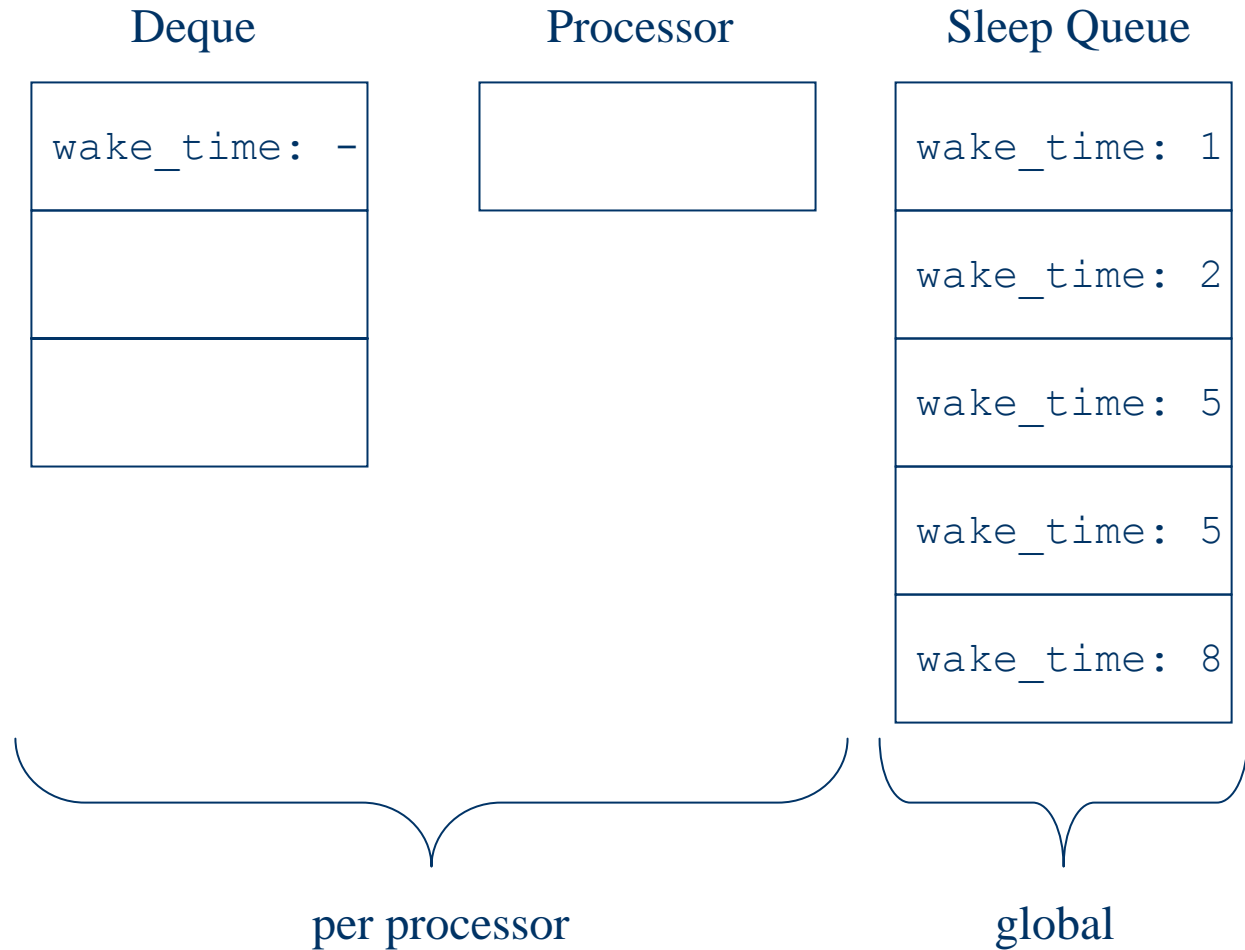 Deque Processor Sleep Queue
wake_time: - wake_time: 1
wake_time: 2
wake_time: 5
wake_time: 5
wake_time: 8
per processor global